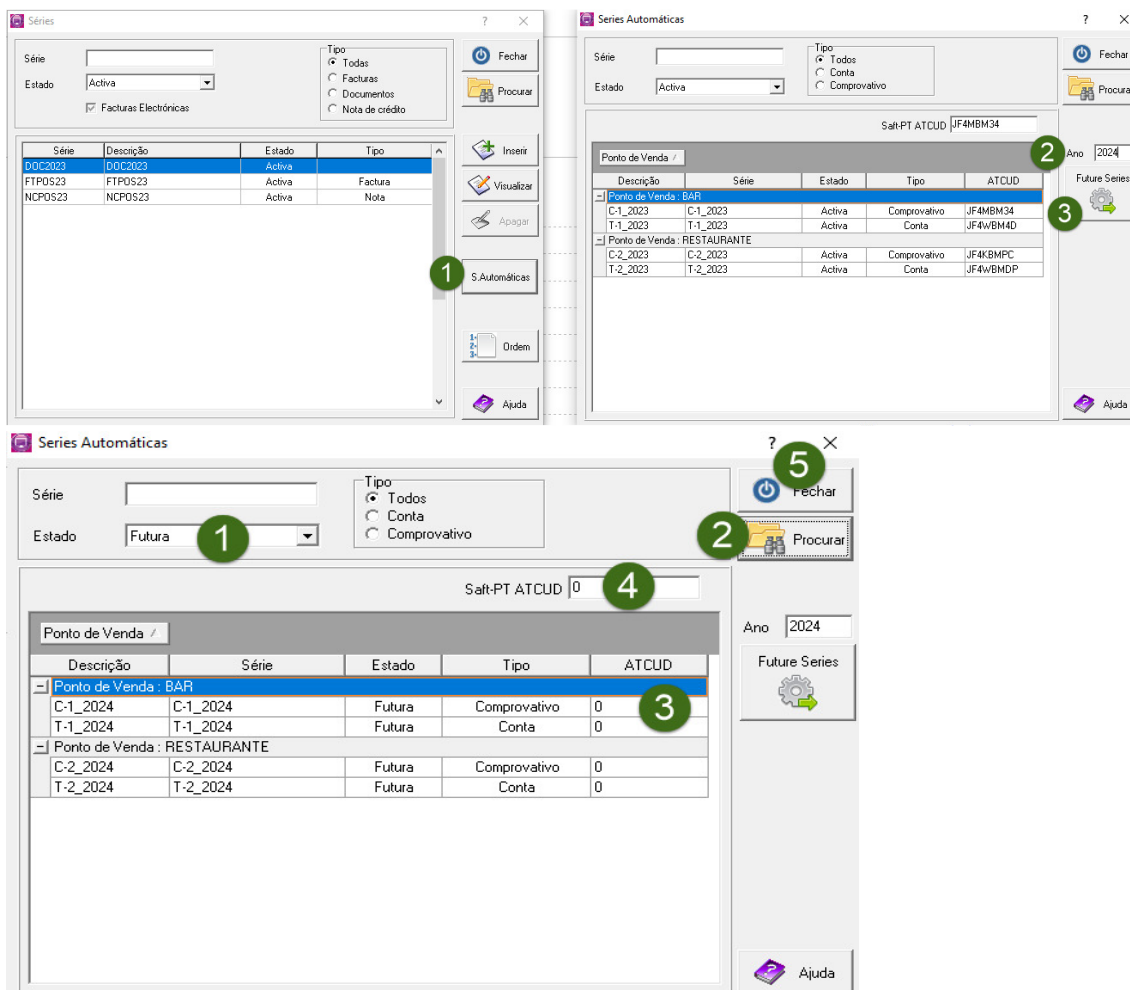 Séries
?
Série
Estado
Activa
Facturas Electrónicas
Tipo
Todas
Facturas
Documentos
Nota de crédito
Fechar
Procurar
Série Descrição Estado Tipo
DOC2023 DOC2023 Activa
FTPOS23 FTPOS23 Activa Factura
NCPOS23 NCPOS23 Activa Nota
Inserir
Visualizar
Apagar
1 S.Automáticas
1 2 3 Ordem
Ajuda
Series Automáticas
?
Série
Estado
Activa
Tipo
Todos
Conta
Comprovativo
Fechar
Procurar
Saft-PT ATCUD JF4MBM34
Ponto de Venda
2 Ano 2024
Future Series
3
Descrição Série Estado Tipo ATCUD
Ponto de Venda : BAR
C-1_2023 C-1_2023 Activa Comprovativo JF4MBM34
T-1_2023 T-1_2023 Activa Conta JF4WBM4D
Ponto de Venda : RESTAURANTE
C-2_2023 C-2_2023 Activa Comprovativo JF4KBMPC
T-2_2023 T-2_2023 Activa Conta JF4WBMDP
Ajuda
Series Automáticas
?
Série
Estado
Futura 1
Tipo
Todos
Conta
Comprovativo
5
Fechar
2 Procurar
Saft-PT ATCUD 0 4
Ponto de Venda
Ano 2024
Future Series
Descrição Série Estado Tipo ATCUD
Ponto de Venda : BAR
C-1_2024 C-1_2024 Futura Comprovativo 0
3
T-1_2024 T-1_2024 Futura Conta 0
Ponto de Venda : RESTAURANTE
C-2_2024 C-2_2024 Futura Comprovativo 0
T-2_2024 T-2_2024 Futura Conta 0
Ajuda